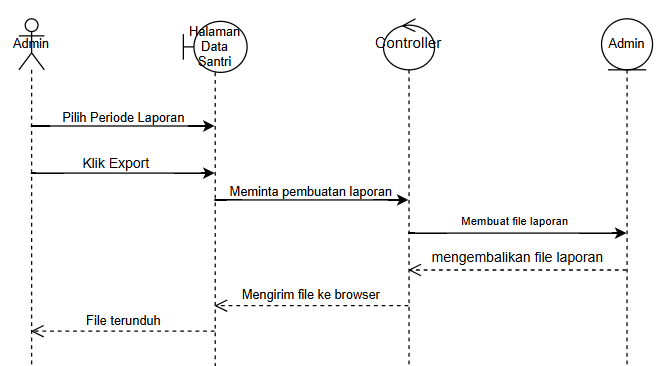 Admin
Halaman
Data
Santri
Controller
Admin
Pilih Periode Laporan
Klik Export
Meminta pembuatan laporan
Membuat file laporan
mengembalikan file laporan
Mengirim file ke browser
File terunduh